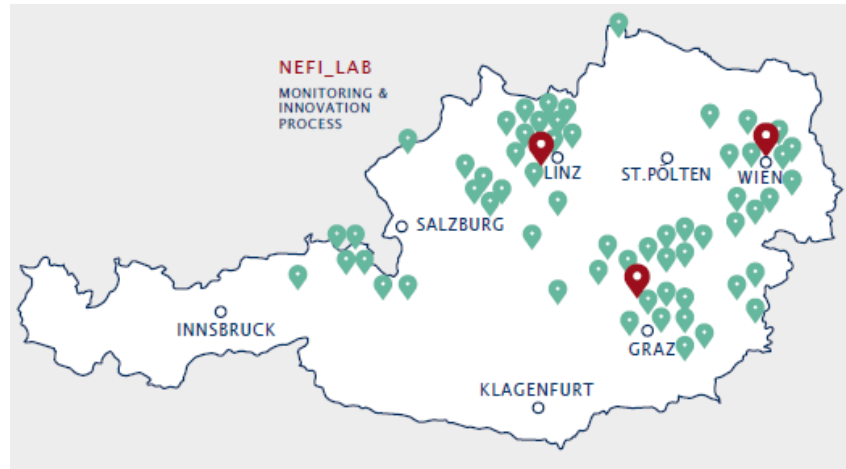 NEFI_LAB
MONITORING &
INNOVATION
PROCESS
LINZ
ST.PÖLTEN
WIEN
SALZBURG
INNSBRUCK
GRAZ
KLAGENFURT